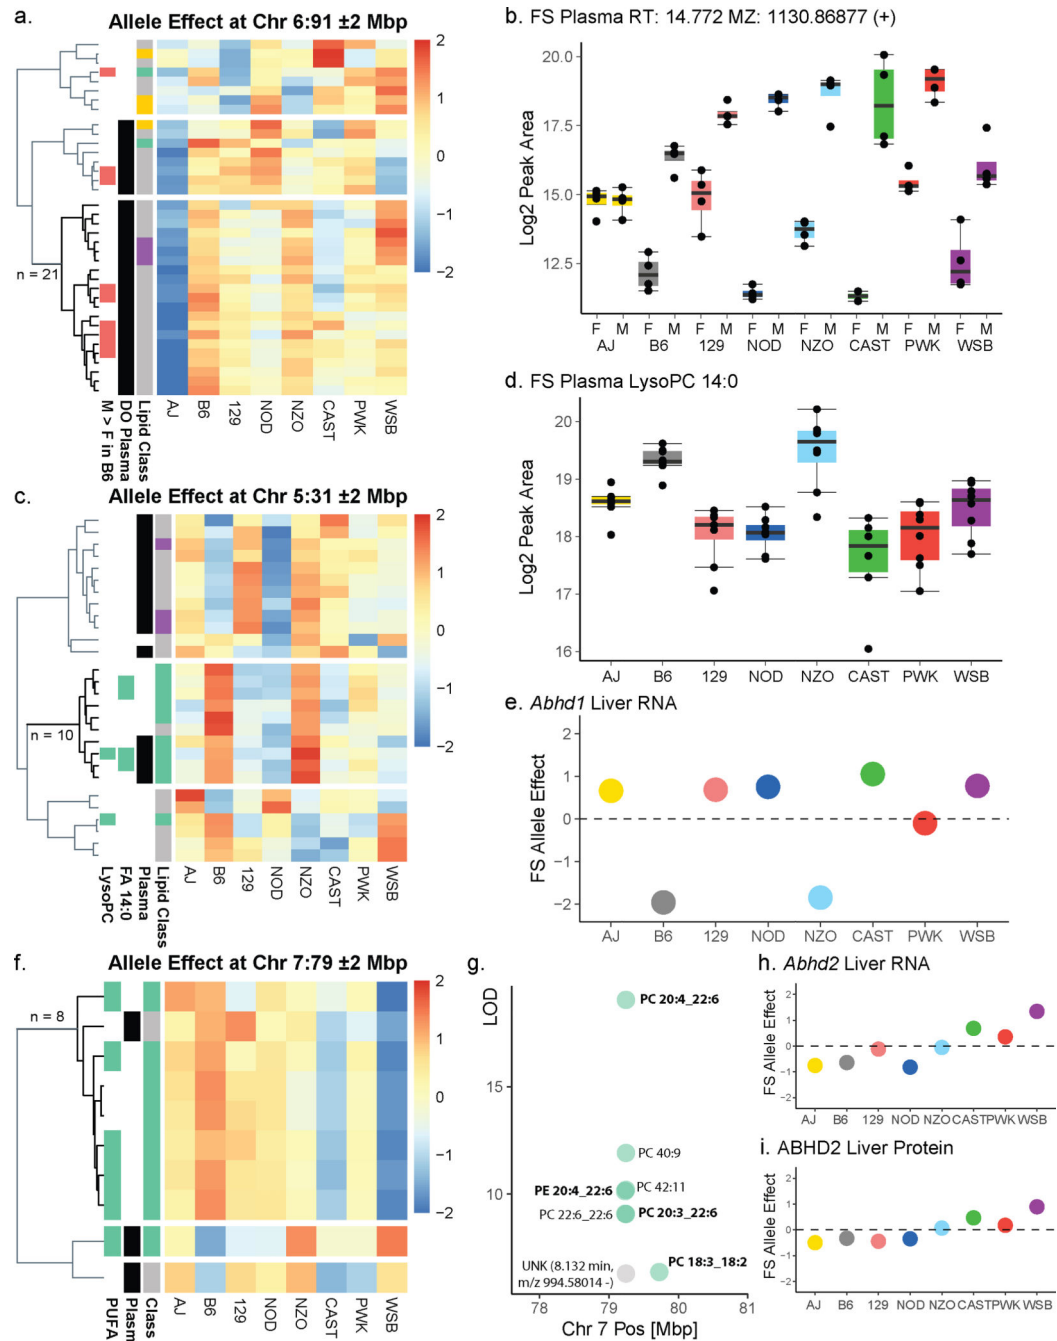 a.
Allele Effect at Chr 6:91 ±2 Mbp
2
1
0
−1
−2
n = 21
M > F in B6
DO Plasma
Lipid Class
AJ
B6
129
NOD
NZO
CAST
PWK
WSB
b. FS Plasma RT: 14.772 MZ: 1130.86877 (+)
Log2 Peak Area
20.0
17.5
15.0
12.5
F M F M F M F M F M F M F M F M
AJ B6 129 NOD NZO CAST PWK WSB
c.
Allele Effect at Chr 5:31 ±2 Mbp
2
1
0
−1
−2
n = 10
LysoPC
FA 14:0
Plasma
Lipid Class
AJ
B6
129
NOD
NZO
CAST
PWK
WSB
d. FS Plasma LysoPC 14:0
Log2 Peak Area
20
19
18
17
16
AJ B6 129 NOD NZO CAST PWK WSB
e. Abhd1 Liver RNA
FS Allele Effect
2
1
0
−1
−2
AJ B6 129 NOD NZO CAST PWK WSB
f.
Allele Effect at Chr 7:79 ±2 Mbp
2
1
0
−1
−2
n = 8
PUFA
Plasm
Class
AJ
B6
129
NOD
NZO
CAST
PWK
WSB
g.
LOD
15
10
PC 20:4_22:6
PC 40:9
PE 20:4_22:6
PC 42:11
PC 22:6_22:6
PC 20:3_22:6
UNK (8.132 min,
m/z 994.58014 -)
PC 18:3_18:2
78 79 80 81
Chr 7 Pos [Mbp]
h. Abhd2 Liver RNA
FS Allele Effect
2
1
0
−1
−2
AJ B6 129 NOD NZO CASTPWK WSB
i. ABHD2 Liver Protein
FS Allele Effect
2
1
0
−1
−2
AJ B6 129 NOD NZO CASTPWK WSB